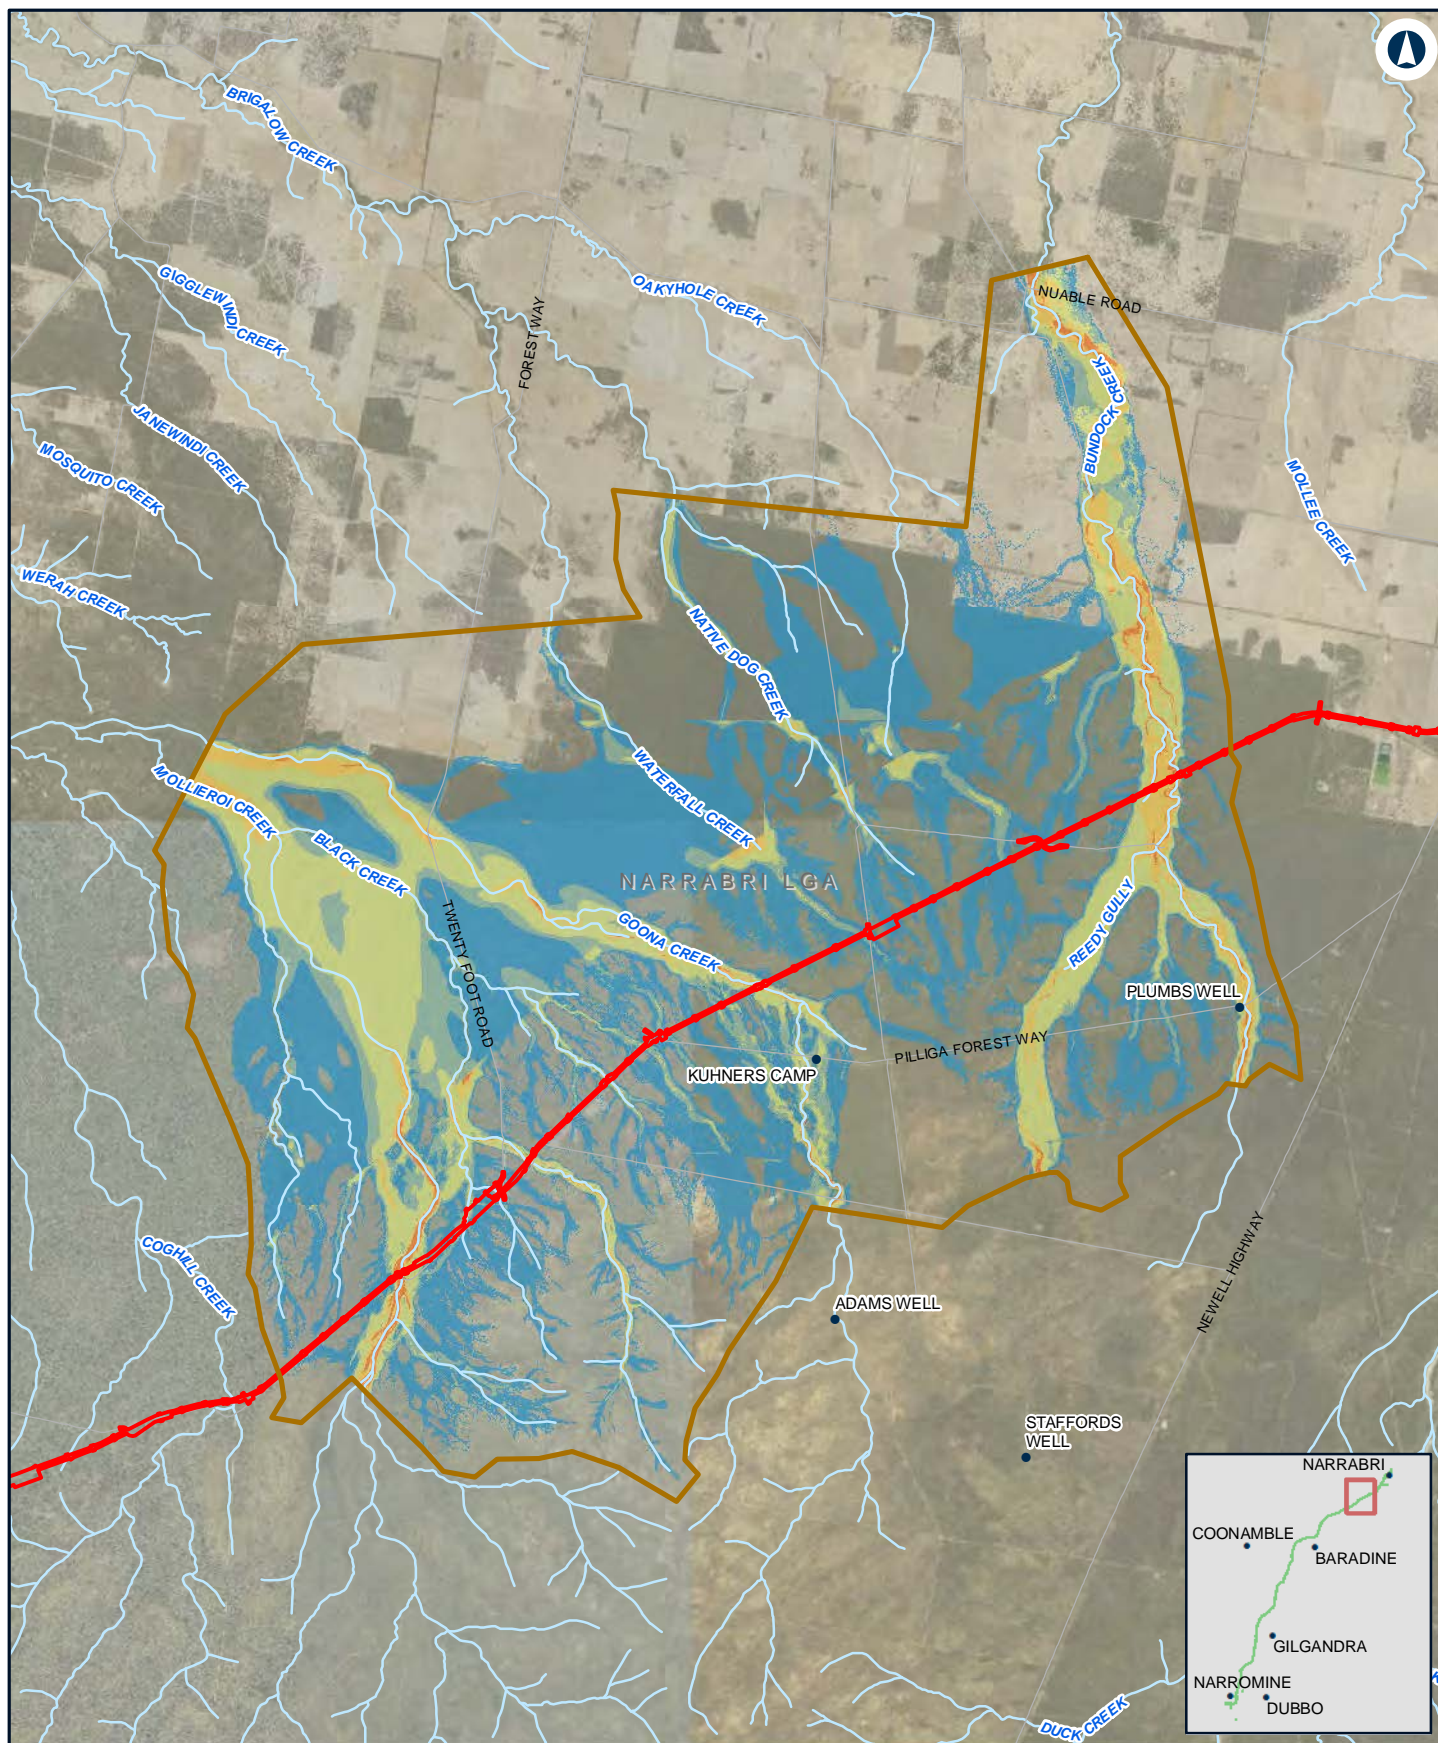 BRIGALOW CREEK
GIGGLEWINDI CREEK
OAKYHOLE CREEK
NUABLE ROAD
FOREST WAY
BUNDOCK CREEK
JANEWINDI CREEK
MOSQUITO CREEK
MOLLEE CREEK
WERAH CREEK
NATIVE DOG CREEK
MOLLIEROI CREEK
WATERFALL CREEK
BLACK CREEK
NARRABRI LGA
GOONA CREEK
REEDY GULLY
TWENTY FOOT ROAD
PLUMBS WELL
PILLIGA FOREST WAY
KUHNERS CAMP
COGHILL CREEK
NEWELL HIGHWAY
ADAMS WELL
STAFFORDS
WELL
DUCK CREEK
NARRABRI
COONAMBLE
BARADINE
GILGANDRA
NARROMINE
DUBBO